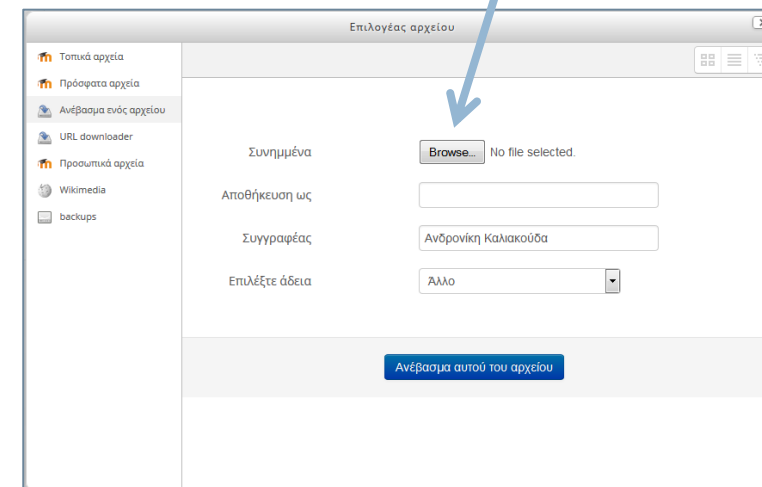 Επιλογέας αρχείου
Τοπικά αρχεία
Πρόσφατα αρχεία
Ανέβασμα ενός αρχείου
URL downloader
Προσωπικά αρχεία
Wikimedia
backups
Συνημμένα Browse... No file selected.
Αποθήκευση ως
Συγγραφέας Ανδρονίκη Καλιακούδα
Επιλέξτε άδεια Άλλο
Ανέβασμα αυτού του αρχείου